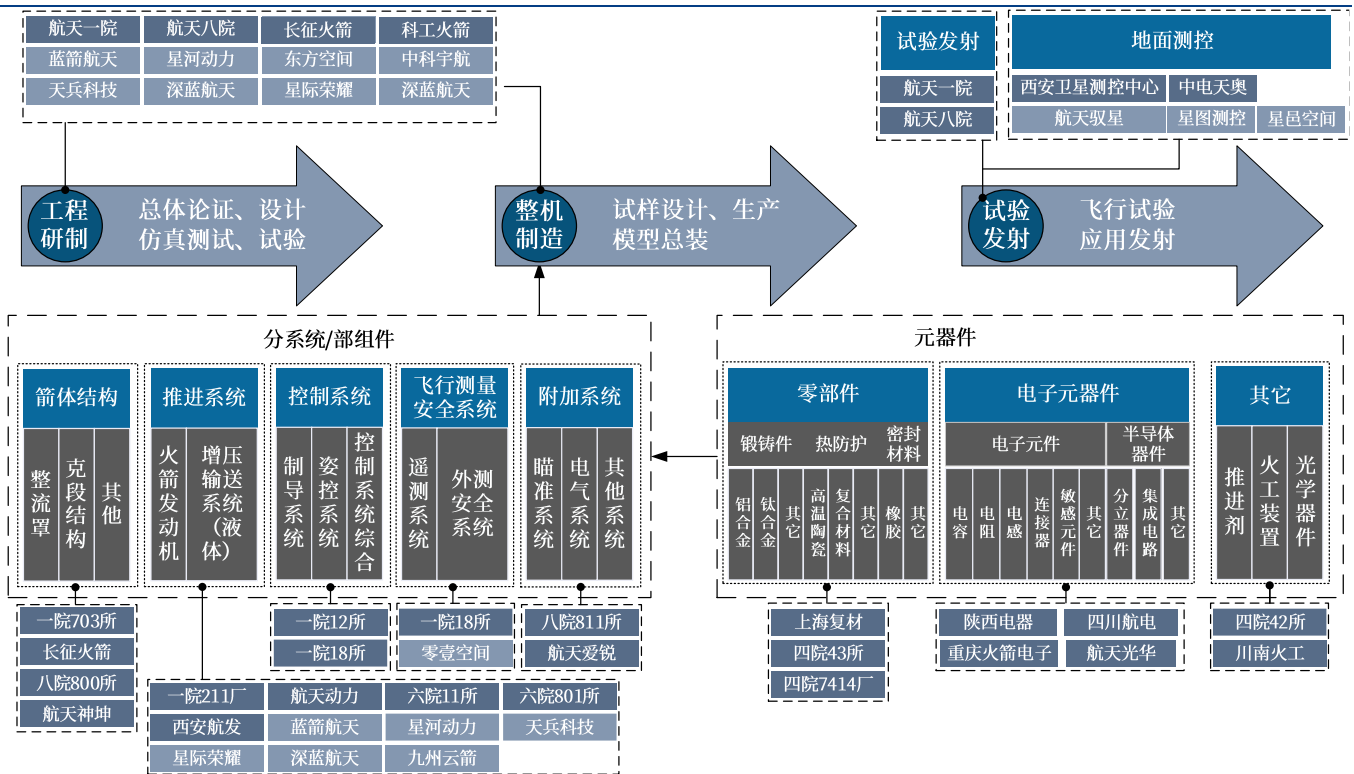 航天一院 航天八院 长征火箭 科工火箭
蓝箭航天 星河动力 东方空间 中科宇航
天兵科技 深蓝航天 星际荣耀 深蓝航天
试验发射
航天一院
航天八院
地面测控
西安卫星测控中心 中电天奥
航天驭星 星图测控 星邑空间
工程
研制
总体论证、设计
仿真测试、试验
整机
制造
试样设计、生产
模型总装
试验
发射
飞行试验
应用发射
分系统/部组件
箭体结构
整流罩
克段结构
其他
推进系统
火箭发动机
增压
输送
系统
（液
体）
控制系统
制导系统
姿控系统
控制系统综合
飞行测量
安全系统
遥测系统
外测
安全
系统
附加系统
瞄准系统
电气系统
其他系统
元器件
零部件
锻铸件 热防护
密封
材料
铝合金
钛合金
其它
高温陶瓷
复合材料
其它
橡胶
其它
电子元器件
电子元件
半导体
器件
电容
电阻
电感
连接器
敏感元件
其它
分立器件
集成电路
其它
其它
推进剂
火工装置
光学器件
一院703所
长征火箭
八院800所
航天神坤
一院12所
一院18所
一院18所
零壹空间
八院811所
航天爱锐
一院211厂 航天动力 六院11所 六院801所
西安航发 蓝箭航天 星河动力 天兵科技
星际荣耀 深蓝航天 九州云箭
上海复材
四院43所
四院7414厂
陕西电器 四川航电
重庆火箭电子 航天光华
四院42所
川南火工